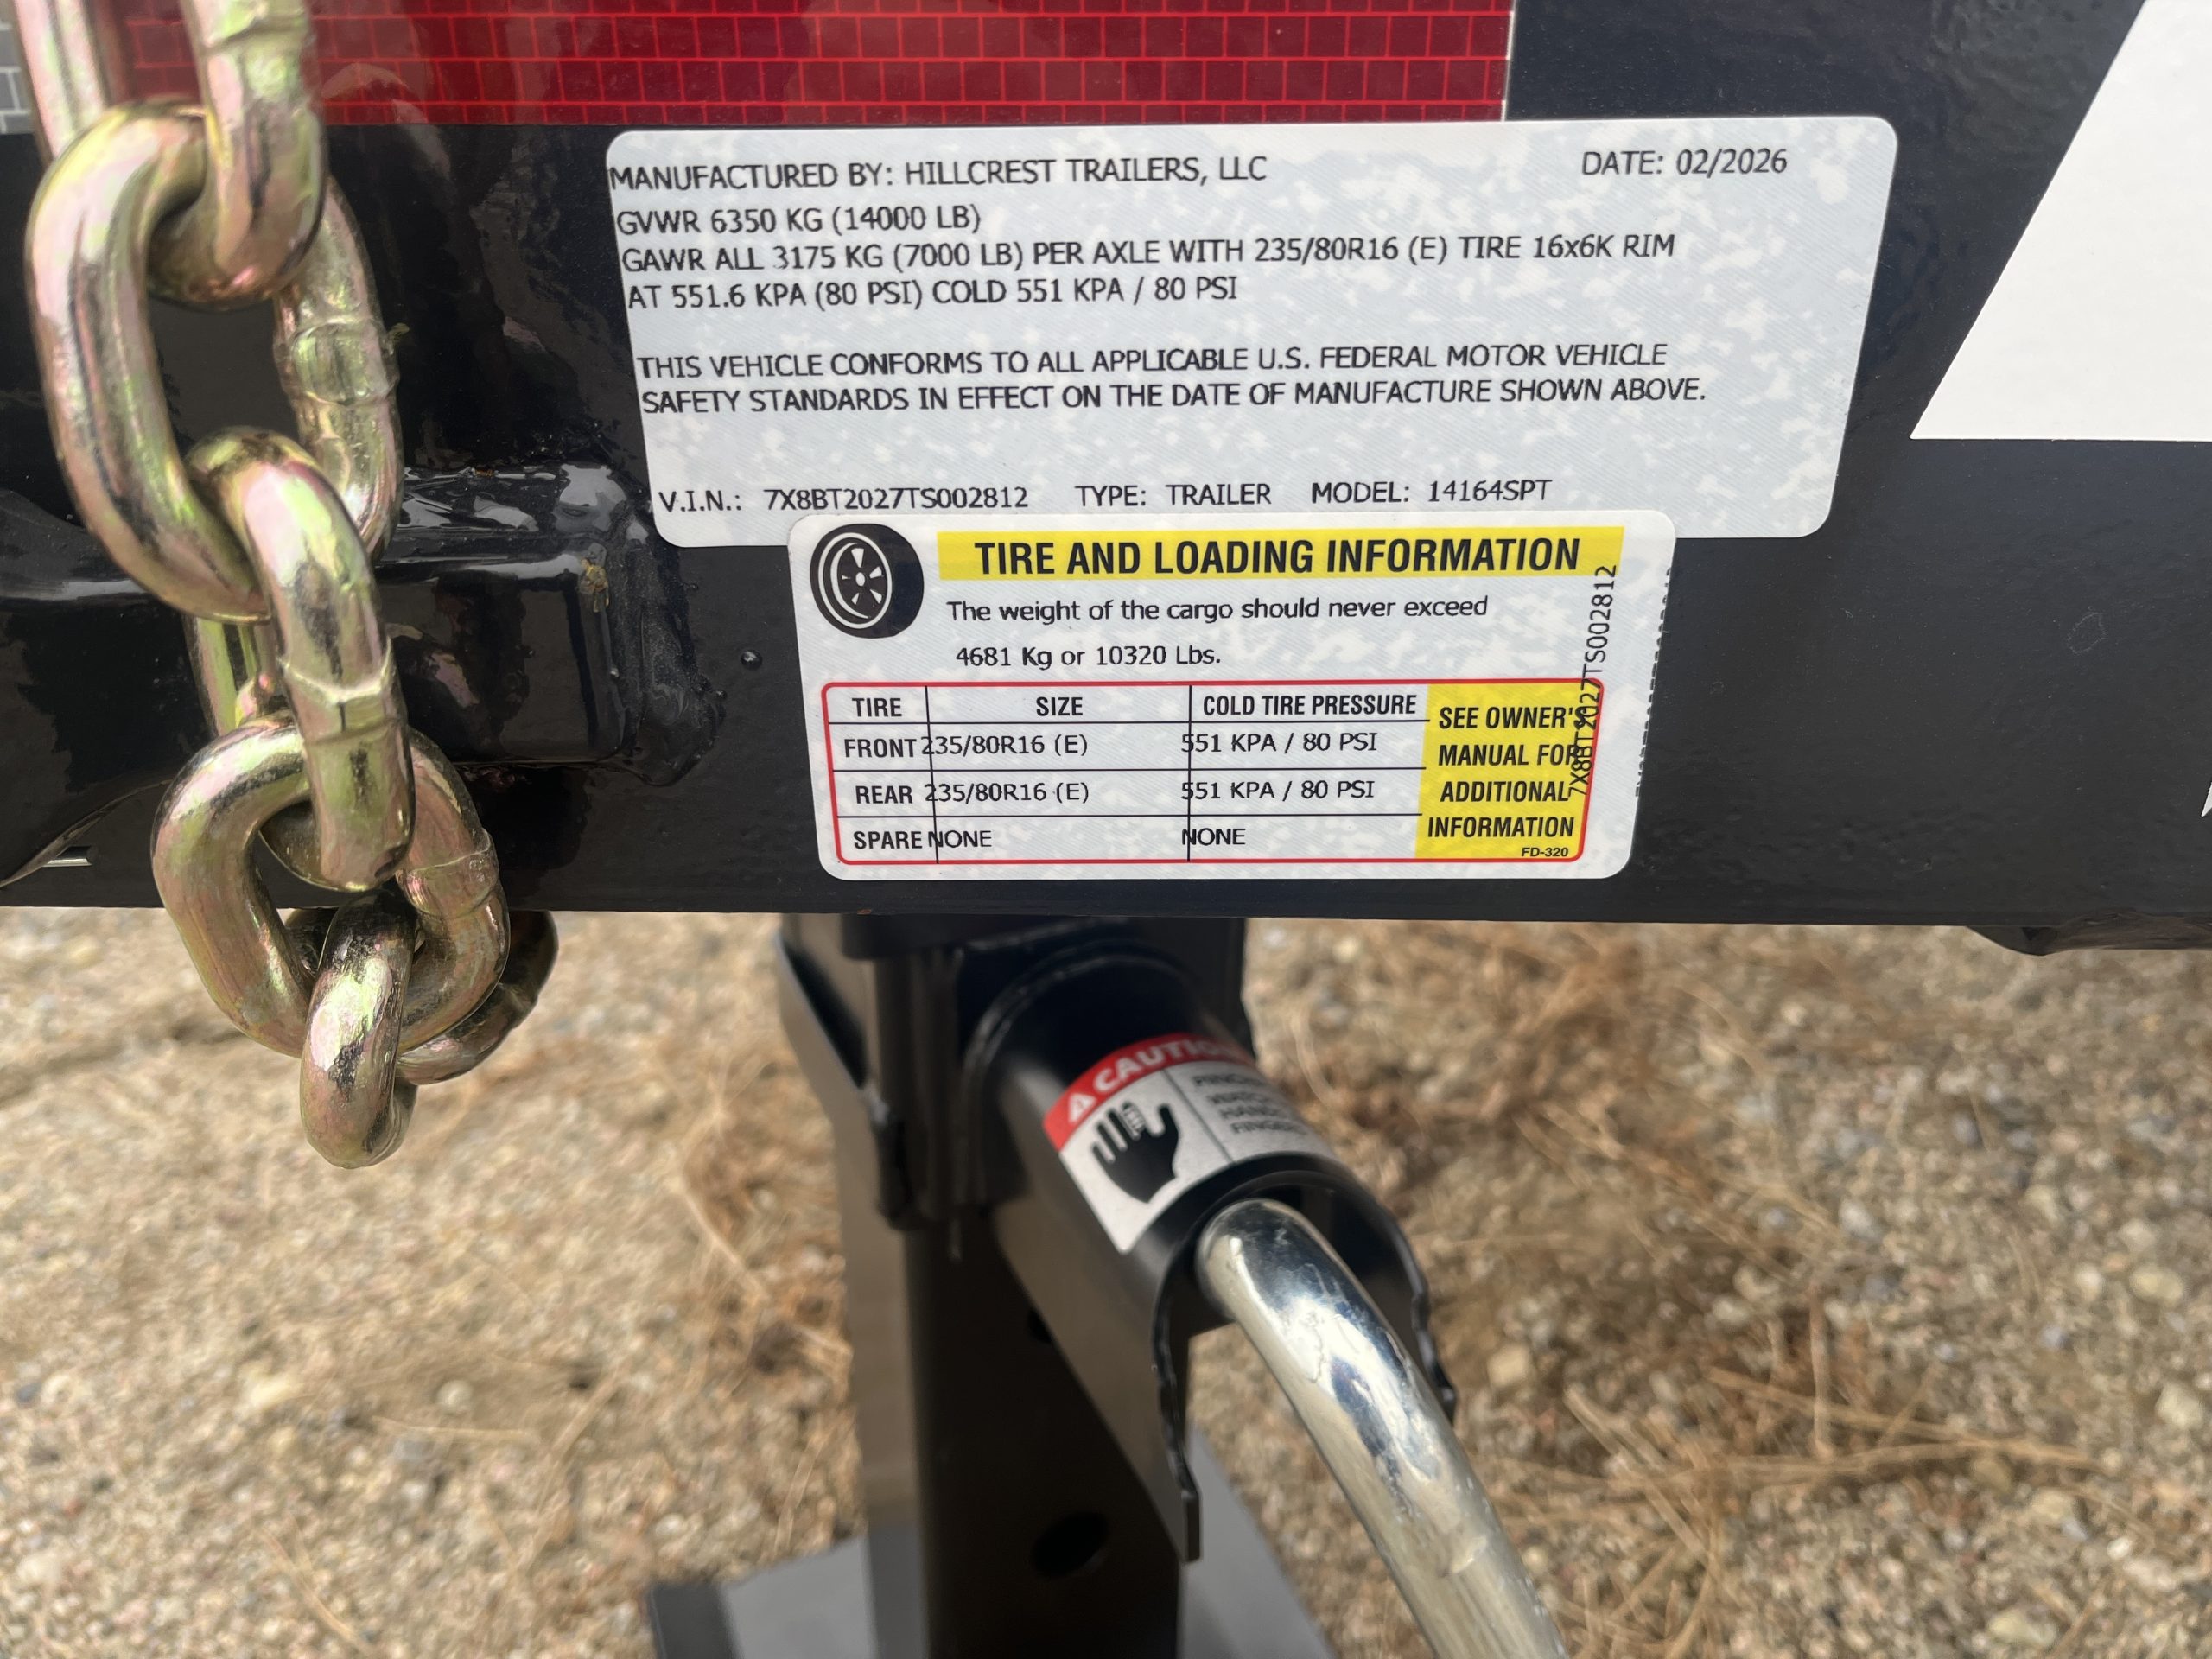 MANUFACTURED BY: HILLCREST TRAILERS, LLC DATE: 02/2026
GVWR 6350 KG (14000 LB)
GAWR ALL 3175 KG (7000 LB) PER AXLE WITH 235/80R16 (E) TIRE 16x6K RIM
AT 551.6 KPA (80 PSI) COLD 551 KPA / 80 PSI
THIS VEHICLE CONFORMS TO ALL APPLICABLE U.S. FEDERAL MOTOR VEHICLE
SAFETY STANDARDS IN EFFECT ON THE DATE OF MANUFACTURE SHOWN ABOVE.
V.I.N.: 7X8BT2027TS002812 TYPE: TRAILER MODEL: 14164SPT
TIRE AND LOADING INFORMATION
The weight of the cargo should never exceed
4681 Kg or 10320 Lbs.
TIRE SIZE COLD TIRE PRESSURE
FRONT 235/80R16 (E) 551 KPA / 80 PSI
REAR 235/80R16 (E) 551 KPA / 80 PSI
SPARE NONE NONE
SEE OWNER'S
MANUAL FOR
ADDITIONAL
INFORMATION
FD-320
7X8BT2027TS002812
CAUTION